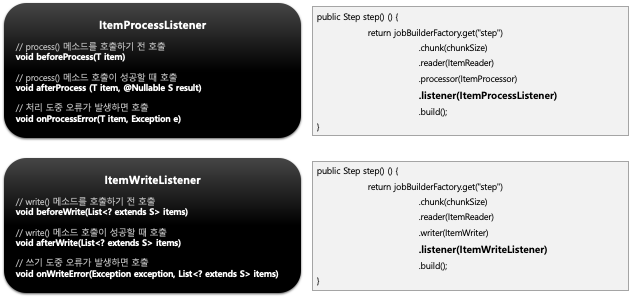 ItemProcessListener
// process() 메소드를 호출하기 전 호출
void beforeProcess(T item)
// process() 메소드 호출이 성공할 때 호출
void afterProcess (T item, @Nullable S result)
// 처리 도중 오류가 발생하면 호출
void onProcessError(T item, Exception e)
public Step step() () {
return jobBuilderFactory.get("step")
.chunk(chunkSize)
.reader(ItemReader)
.processor(ItemProcessor)
.listener(ItemProcessListener)
.build();
}
ItemWriteListener
// write() 메소드를 호출하기 전 호출
void beforeWrite(List<? extends S> items)
// write() 메소드 호출이 성공할 때 호출
void afterWrite(List<? extends S> items)
// 쓰기 도중 오류가 발생하면 호출
void onWriteError(Exception exception, List<? extends S> items)
public Step step() () {
return jobBuilderFactory.get("step")
.chunk(chunkSize)
.reader(ItemReader)
.writer(ItemWriter)
.listener(ItemWriteListener)
.build();
}